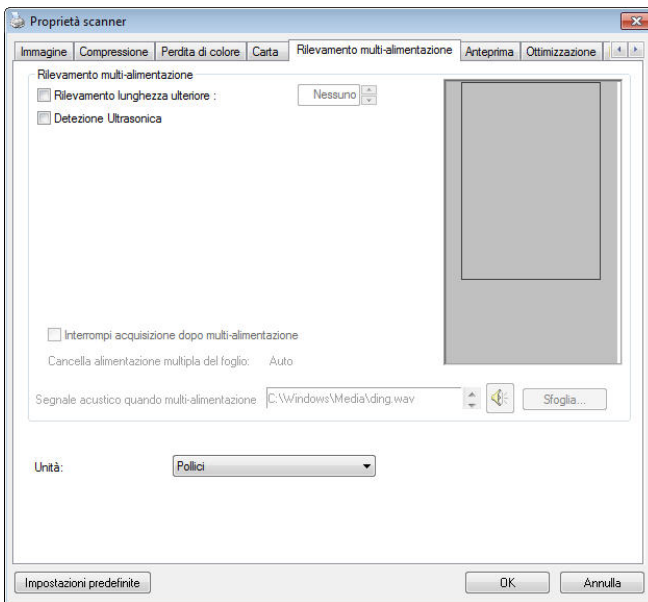 Proprietà scanner
Immagine Compressione Perdita di colore Carta Rilevamento multi-alimentazione Anteprima Ottimizzazione
Rilevamento multi-alimentazione
Rilevamento lunghezza ulteriore : Nessuno
Detezione Ultrasonica
Interrompi acquisizione dopo multi-alimentazione
Cancella alimentazione multipla del foglio: Auto
Segnale acustico quando multi-alimentazione C:\Windows\Media\ding.wav Sfoglia...
Unità: Pollici
Impostazioni predefinite OK Annulla